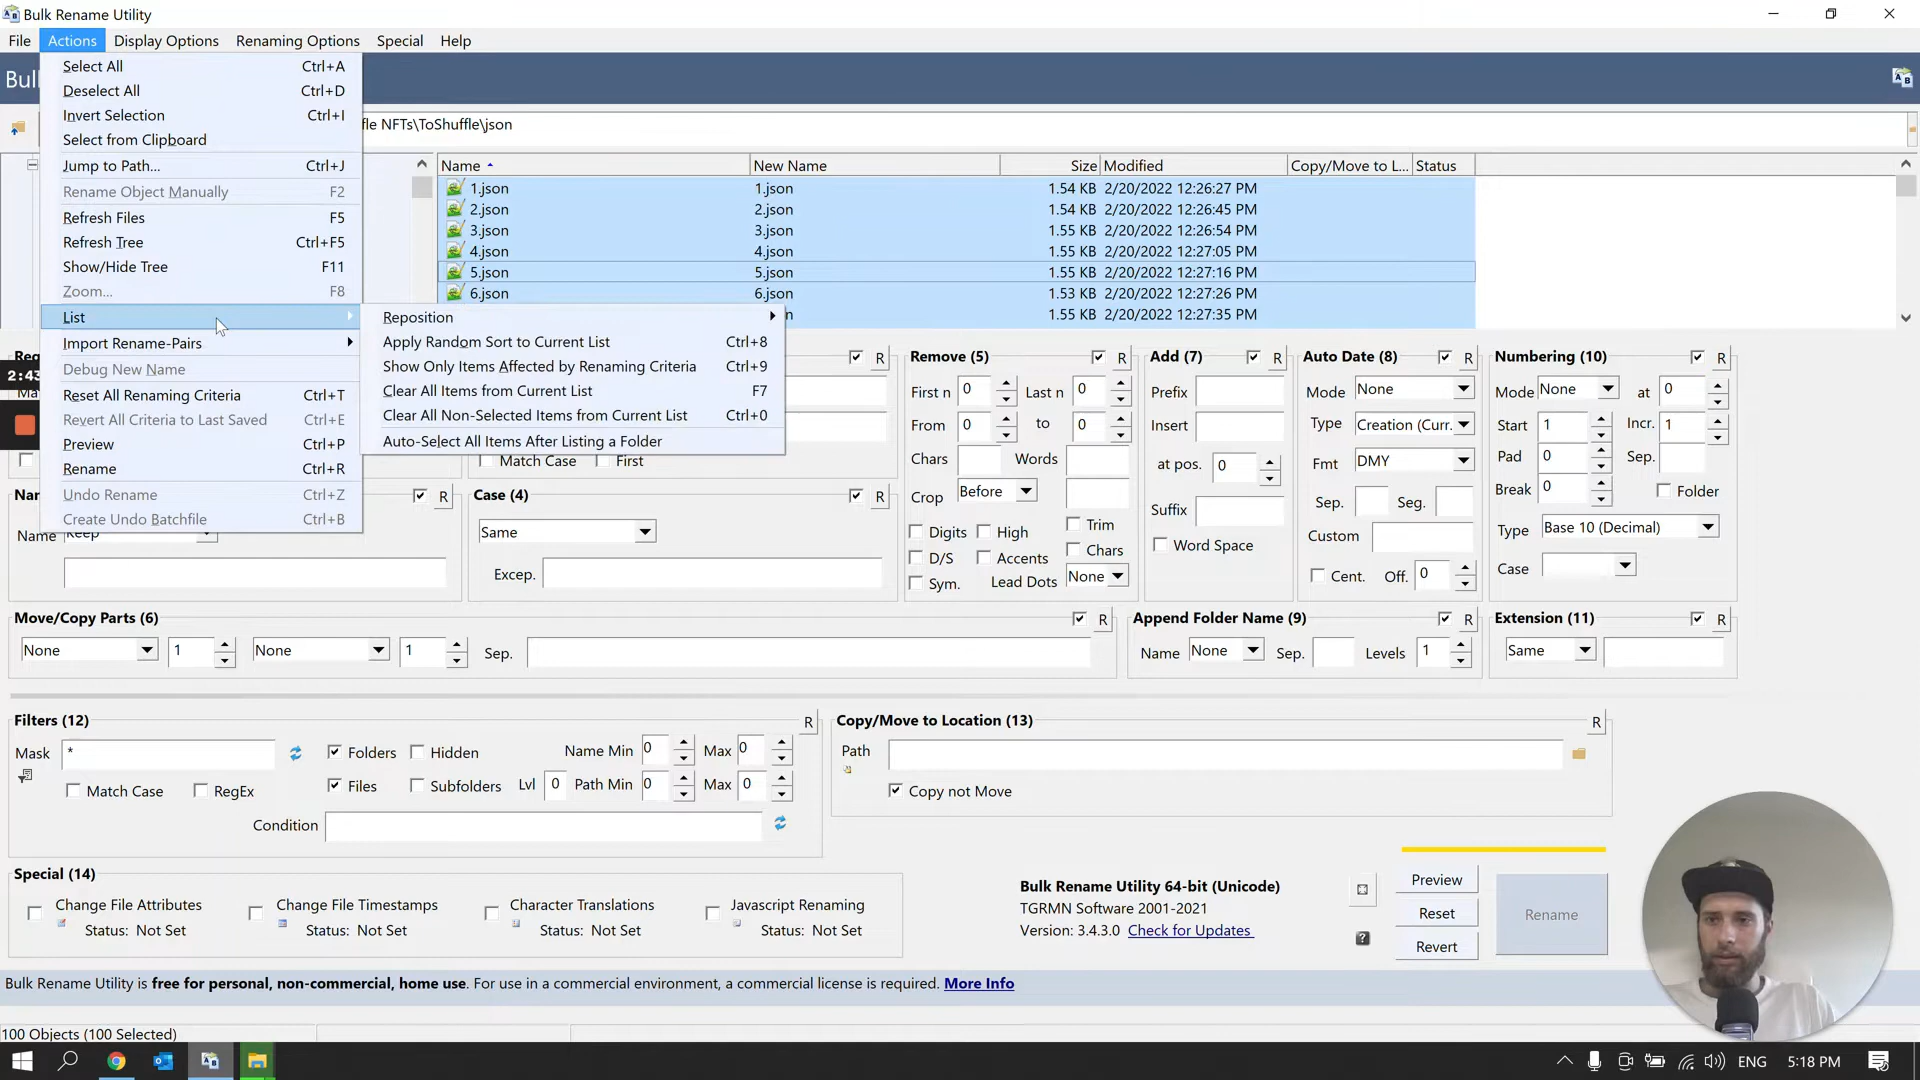 Bulk Rename Utility
File Actions Display Options Renaming Options Special Help
Bul
fle NFTs\ToShuffle\json
Select All Ctrl+A
Deselect All Ctrl+D
Invert Selection Ctrl+I
Select from Clipboard
Jump to Path... Ctrl+J
Rename Object Manually F2
Refresh Files F5
Refresh Tree Ctrl+F5
Show/Hide Tree F11
Zoom... F8
List
Import Rename-Pairs
Debug New Name
Reset All Renaming Criteria Ctrl+T
Revert All Criteria to Last Saved Ctrl+E
Preview Ctrl+P
Rename Ctrl+R
Undo Rename Ctrl+Z
Create Undo Batchfile Ctrl+B
Name New Name Size Modified Copy/Move to L... Status
1.json 1.json 1.54 KB 2/20/2022 12:26:27 PM
2.json 2.json 1.54 KB 2/20/2022 12:26:45 PM
3.json 3.json 1.55 KB 2/20/2022 12:26:54 PM
4.json 4.json 1.55 KB 2/20/2022 12:27:05 PM
5.json 5.json 1.55 KB 2/20/2022 12:27:16 PM
6.json 6.json 1.53 KB 2/20/2022 12:27:26 PM
n 1.55 KB 2/20/2022 12:27:35 PM
Reposition
Apply Random Sort to Current List Ctrl+8
Show Only Items Affected by Renaming Criteria Ctrl+9
Clear All Items from Current List F7
Clear All Non-Selected Items from Current List Ctrl+0
Auto-Select All Items After Listing a Folder
Reg
2:43
R
Match Case First
Nam R
Name Keep
Case (4) R
Same
Excep.
Remove (5) R
First n 0 Last n 0
From 0 to 0
Chars Words
Crop Before
Digits High Trim
D/S Accents Chars
Sym. Lead Dots None
Add (7) R
Prefix
Insert
at pos. 0
Suffix
Word Space
Auto Date (8) R
Mode None
Type Creation (Curr.
Fmt DMY
Sep. Seg.
Custom
Cent. Off. 0
Numbering (10) R
Mode None at 0
Start 1 Incr. 1
Pad 0 Sep.
Break 0 Folder
Type Base 10 (Decimal)
Case
Move/Copy Parts (6) R
None 1 None 1 Sep.
Append Folder Name (9) R
Name None Sep. Levels 1
Extension (11) R
Same
Filters (12) R
Mask * Folders Hidden Name Min 0 Max 0
Match Case RegEx Files Subfolders Lvl 0 Path Min 0 Max 0
Condition
Copy/Move to Location (13) R
Path
Copy not Move
Special (14)
Change File Attributes Change File Timestamps Character Translations Javascript Renaming
Status: Not Set Status: Not Set Status: Not Set Status: Not Set
Bulk Rename Utility 64-bit (Unicode)
TGRMN Software 2001-2021
Version: 3.4.3.0 Check for Updates
Preview
Reset
Revert
Rename
Bulk Rename Utility is free for personal, non-commercial, home use. For use in a commercial environment, a commercial license is required. More Info
100 Objects (100 Selected)
ENG 5:18 PM